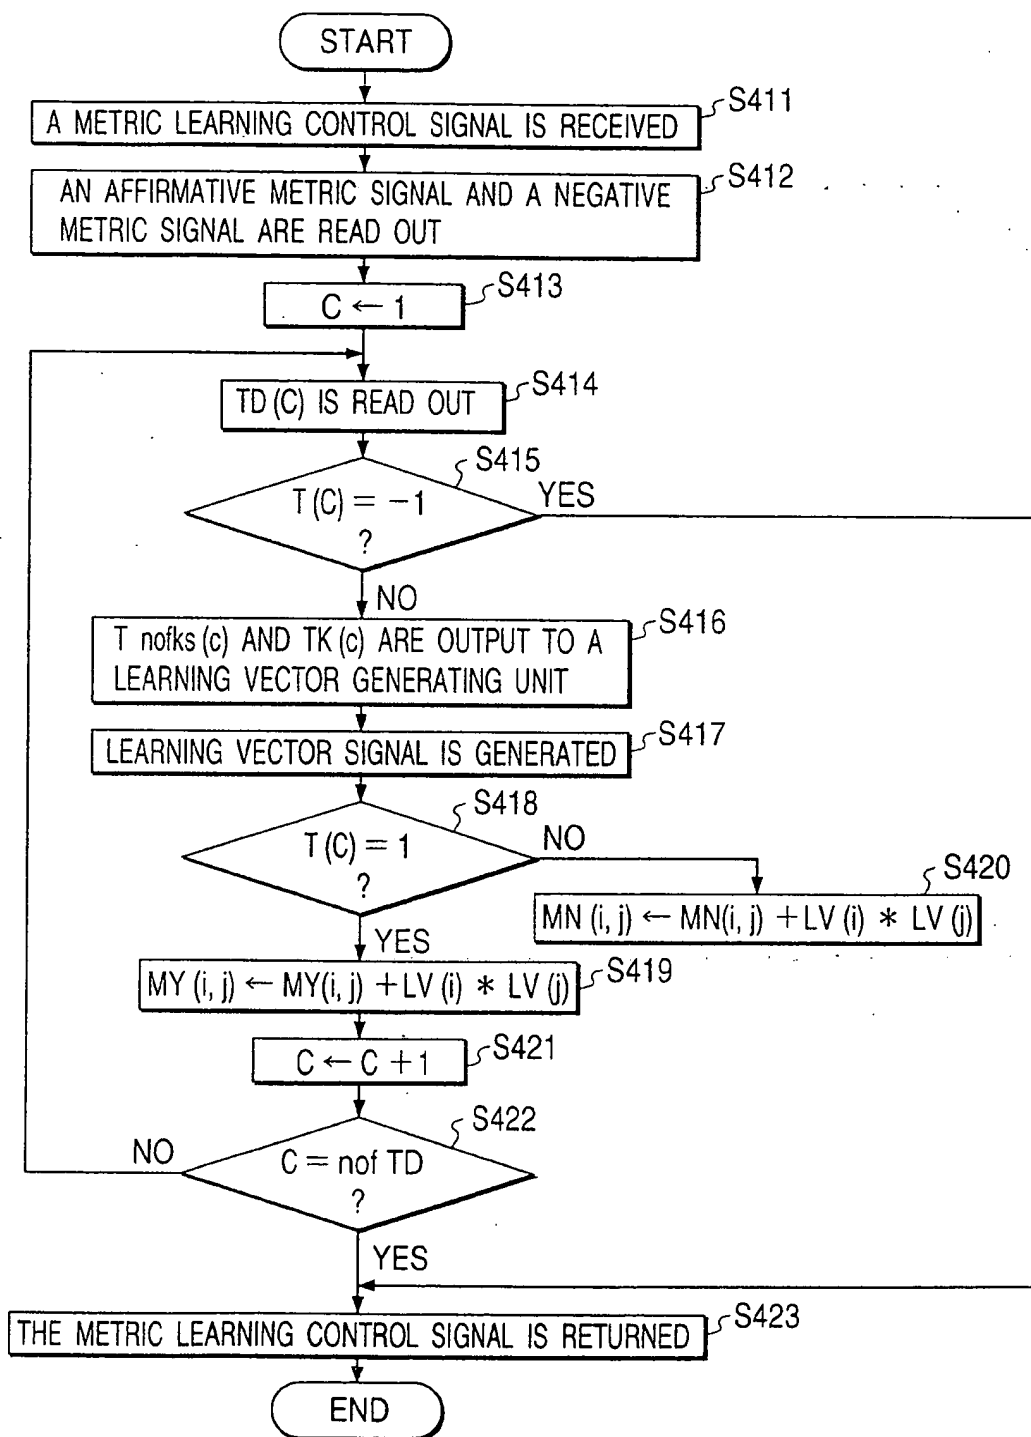 START
S411
A METRIC LEARNING CONTROL SIGNAL IS RECEIVED
S412
AN AFFIRMATIVE METRIC SIGNAL AND A NEGATIVE
METRIC SIGNAL ARE READ OUT
S413
C ← 1
S414
TD (C) IS READ OUT
S415
T (C) = −1
?
YES
NO
S416
T nofks (c) AND TK (c) ARE OUTPUT TO A
LEARNING VECTOR GENERATING UNIT
S417
LEARNING VECTOR SIGNAL IS GENERATED
S418
T (C) = 1
?
NO
S420
MN (i, j) ← MN(i, j) + LV (i) * LV (j)
YES
S419
MY (i, j) ← MY(i, j) + LV (i) * LV (j)
S421
C ← C + 1
S422
C = nof TD
?
NO
YES
S423
THE METRIC LEARNING CONTROL SIGNAL IS RETURNED
END